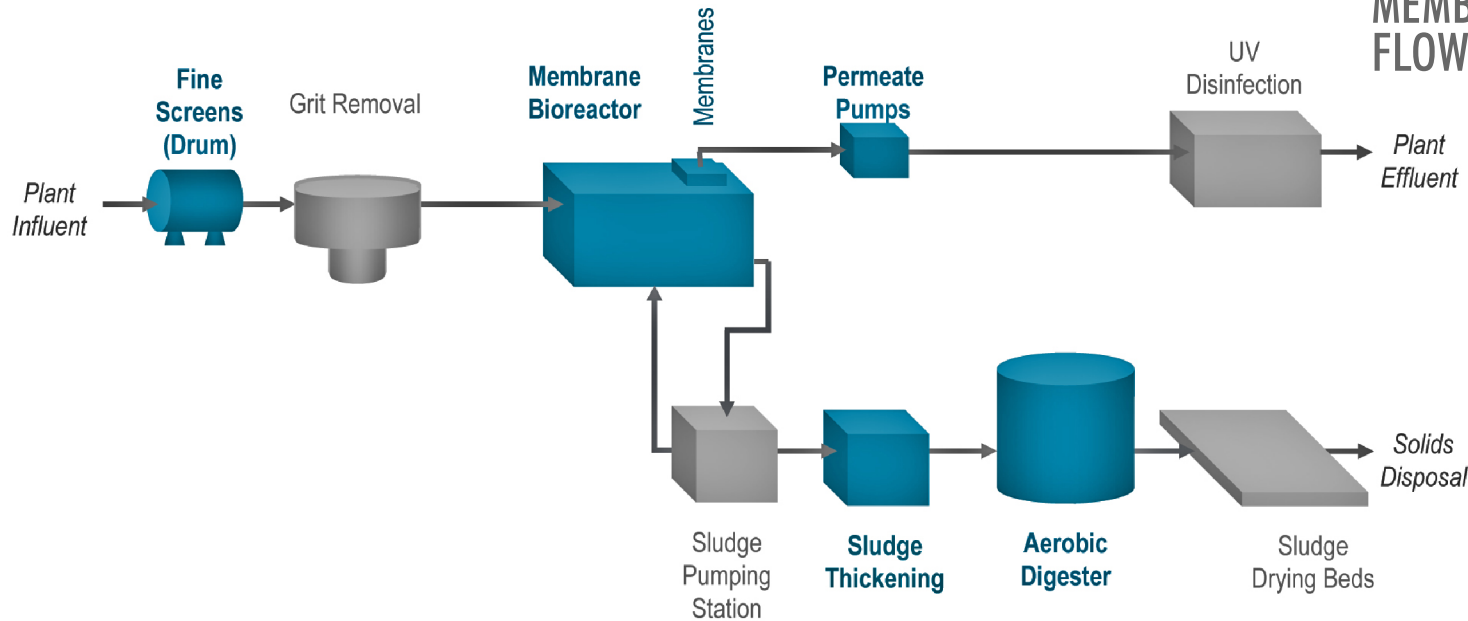 MEMB
FLOW
Fine
Screens
(Drum)
Grit Removal
Membrane
Bioreactor
Membranes
Permeate
Pumps
UV
Disinfection
Plant
Influent
Plant
Effluent
Sludge
Pumping
Station
Sludge
Thickening
Aerobic
Digester
Sludge
Drying Beds
Solids
Disposal